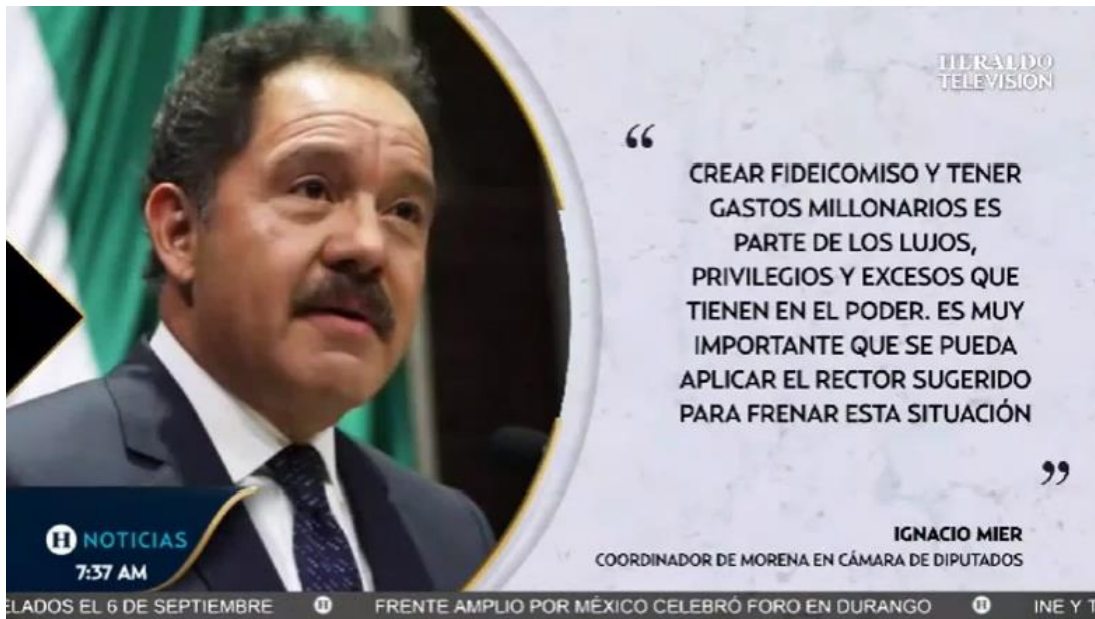 HERALDO
TELEVISIÓN
“
CREAR FIDEICOMISO Y TENER
GASTOS MILLONARIOS ES
PARTE DE LOS LUJOS,
PRIVILEGIOS Y EXCESOS QUE
TIENEN EN EL PODER. ES MUY
IMPORTANTE QUE SE PUEDA
APLICAR EL RECTOR SUGERIDO
PARA FRENAR ESTA SITUACIÓN
”
IGNACIO MIER
COORDINADOR DE MORENA EN CÁMARA DE DIPUTADOS
H NOTICIAS
7:37 AM
ELADOS EL 6 DE SEPTIEMBRE H FRENTE AMPLIO POR MÉXICO CELEBRÓ FORO EN DURANGO H INE Y T